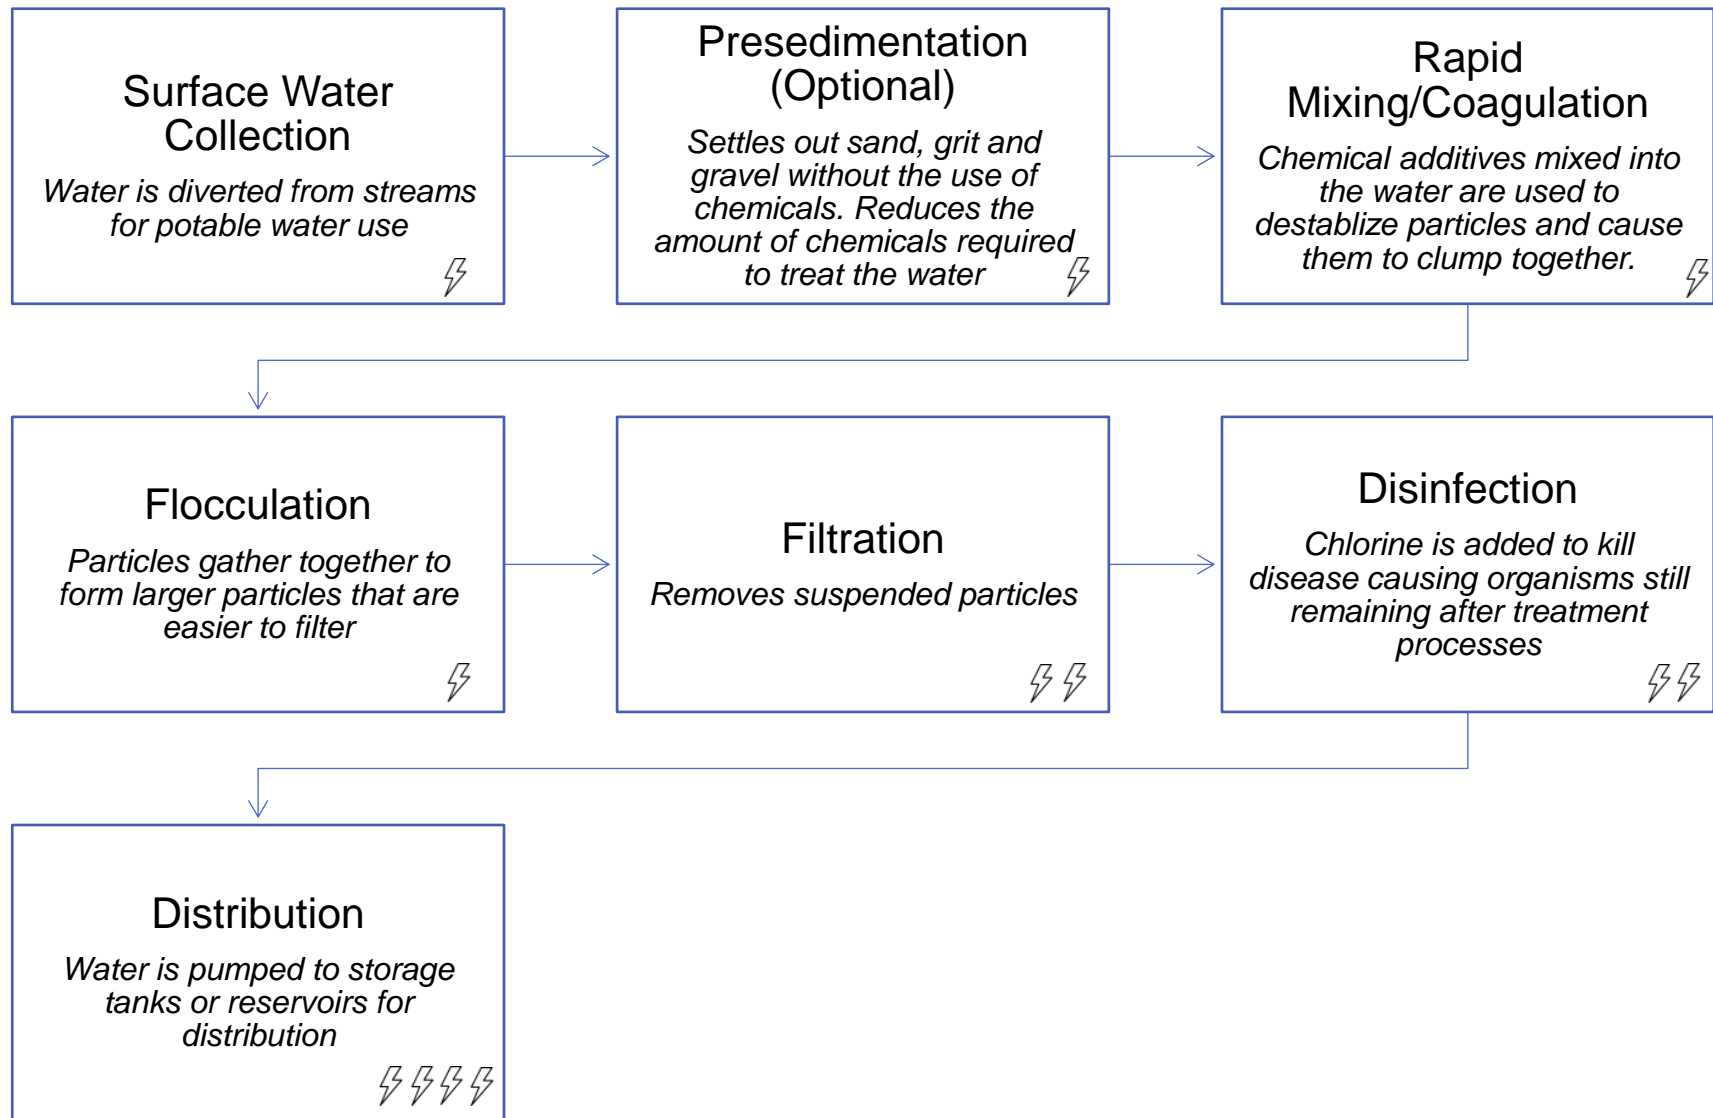 Surface Water
Collection
Water is diverted from streams
for potable water use
Presedimentation
(Optional)
Settles out sand, grit and
gravel without the use of
chemicals. Reduces the
amount of chemicals required
to treat the water
Rapid
Mixing/Coagulation
Chemical additives mixed into
the water are used to
destablize particles and cause
them to clump together.
Flocculation
Particles gather together to
form larger particles that are
easier to filter
Filtration
Removes suspended particles
Disinfection
Chlorine is added to kill
disease causing organisms still
remaining after treatment
processes
Distribution
Water is pumped to storage
tanks or reservoirs for
distribution